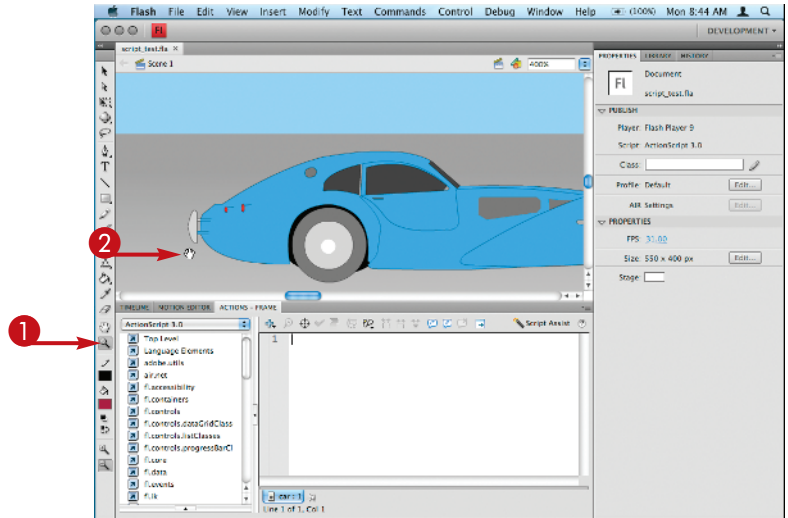 Flash File Edit View Insert Modify Text Commands Control Debug Window Help (100%) Mon 8:44 AM
Fl DEVELOPMENT
script_test.fla ×
Scene 1 400%
PROPERTIES LIBRARY HISTORY
Fl Document
script_test.fla
PUBLISH
Player: Flash Player 9
Script: ActionScript 3.0
Class:
Profile: Default Edit...
AIR Settings Edit...
PROPERTIES
FPS: 31.00
Size: 550 x 400 px Edit...
Stage:
T
2
1
TIMELINE MOTION EDITOR ACTIONS - FRAME
ActionScript 3.0 Script Assist
Top Level
Language Elements
adobe.utils
air.net
fl.accessibility
fl.containers
fl.controls
fl.controls.dataGridClass
fl.controls.listClasses
fl.controls.progressBarCl
fl.core
fl.data
fl.events
fl.ik
1
car : 1
Line 1 of 1, Col 1